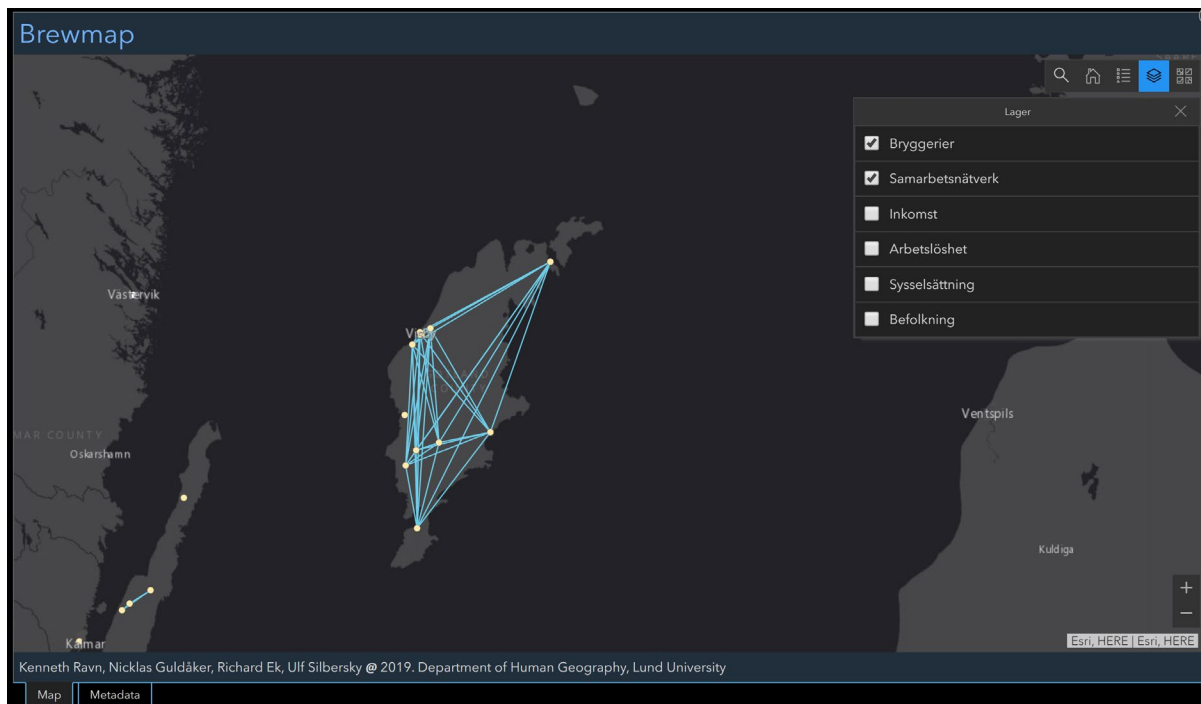 Brewmap
Lager
Bryggerier
Samarbetsnätverk
Inkomst
Arbetslöshet
Sysselsättning
Befolkning
Västervik
Ventspils
MAR COUNTY
Oskarshamn
Kuldiga
Kalmar
+
−
Esri, HERE | Esri, HERE
Kenneth Ravn, Nicklas Guldåker, Richard Ek, Ulf Silbersky @ 2019. Department of Human Geography, Lund University
Map
Metadata